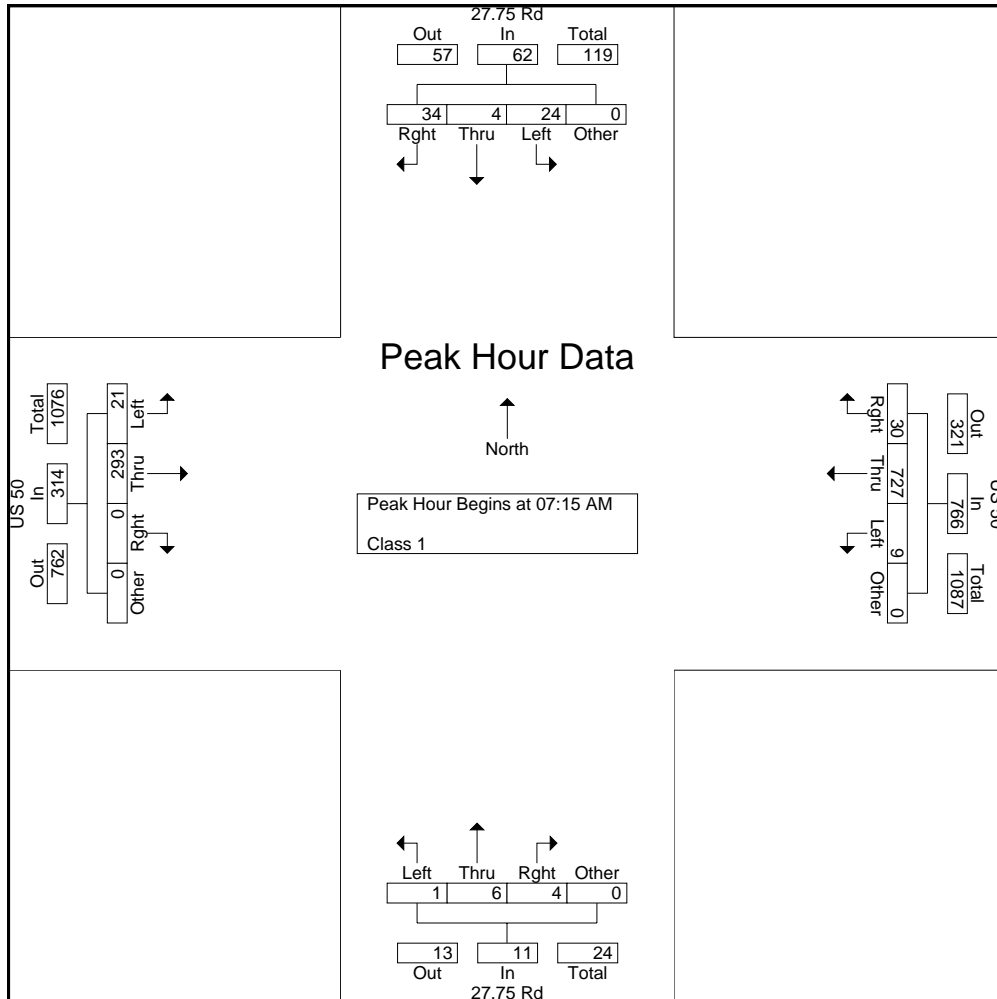 27.75 Rd
Out In Total
57 62 119
34 4 24 0
Rght Thru Left Other
Peak Hour Data
North
Peak Hour Begins at 07:15 AM
Class 1
US 50
Total In Out
1076 314 762
21 293 0 0
Left Thru Rght Other
Out In Total
321 766 1087
30 727 9 0
Rght Thru Left Other
Left Thru Rght Other
1 6 4 0
13 11 24
Out In Total
27.75 Rd